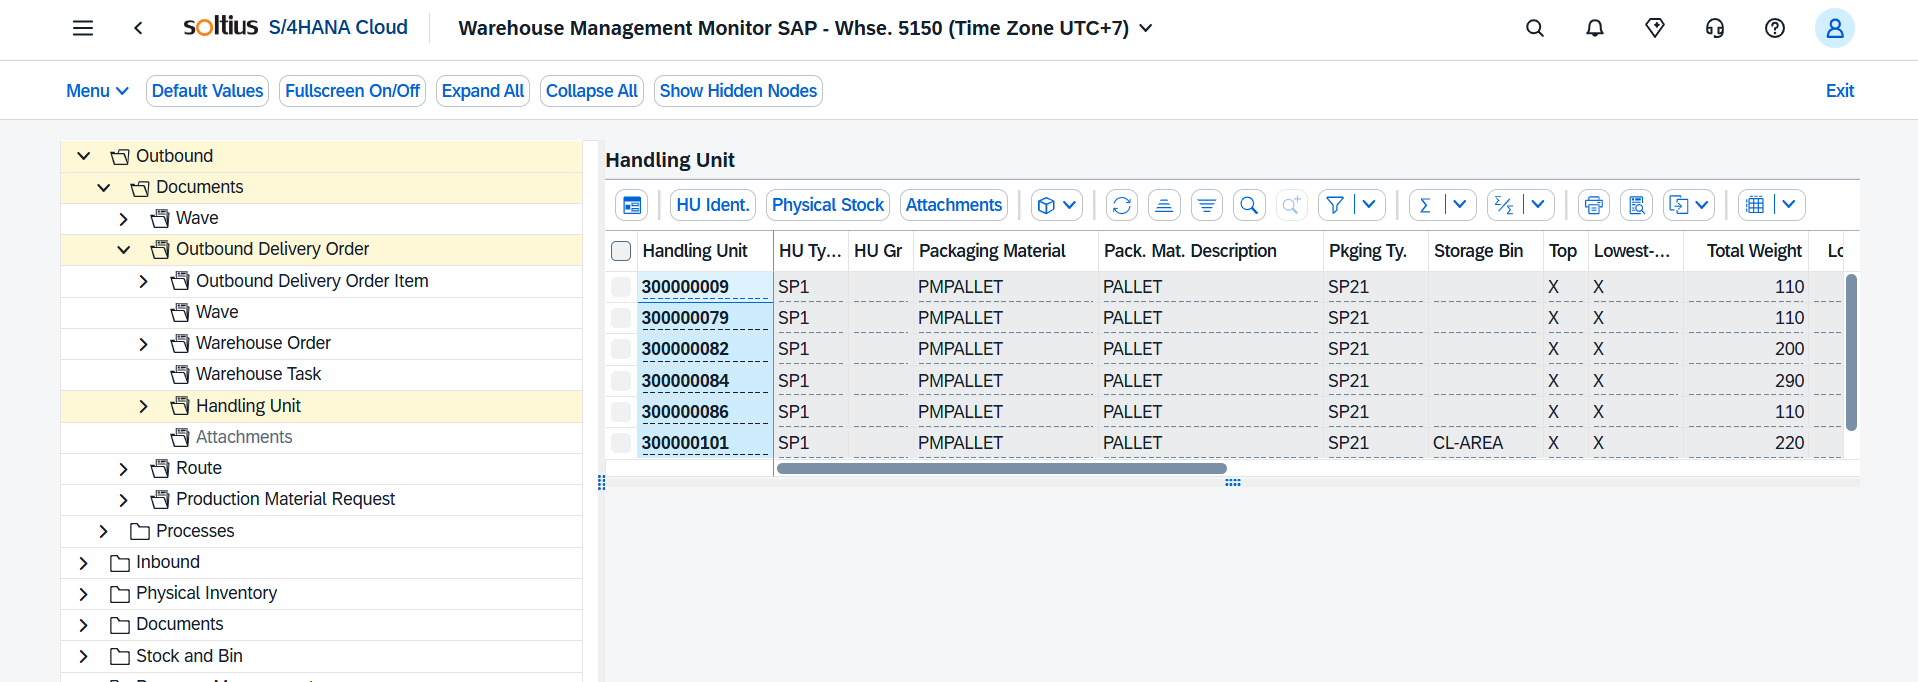 soltius S/4HANA Cloud Warehouse Management Monitor SAP - Whse. 5150 (Time Zone UTC+7)
Menu Default Values Fullscreen On/Off Expand All Collapse All Show Hidden Nodes Exit
Outbound
Documents
Wave
Outbound Delivery Order
Outbound Delivery Order Item
Wave
Warehouse Order
Warehouse Task
Handling Unit
Attachments
Route
Production Material Request
Processes
Inbound
Physical Inventory
Documents
Stock and Bin
Handling Unit
HU Ident. Physical Stock Attachments
Handling Unit HU Ty... HU Gr Packaging Material Pack. Mat. Description Pkging Ty. Storage Bin Top Lowest-... Total Weight Lo
300000009 SP1 PMPALLET PALLET SP21 X X 110
300000079 SP1 PMPALLET PALLET SP21 X X 110
300000082 SP1 PMPALLET PALLET SP21 X X 200
300000084 SP1 PMPALLET PALLET SP21 X X 290
300000086 SP1 PMPALLET PALLET SP21 X X 110
300000101 SP1 PMPALLET PALLET SP21 CL-AREA X X 220